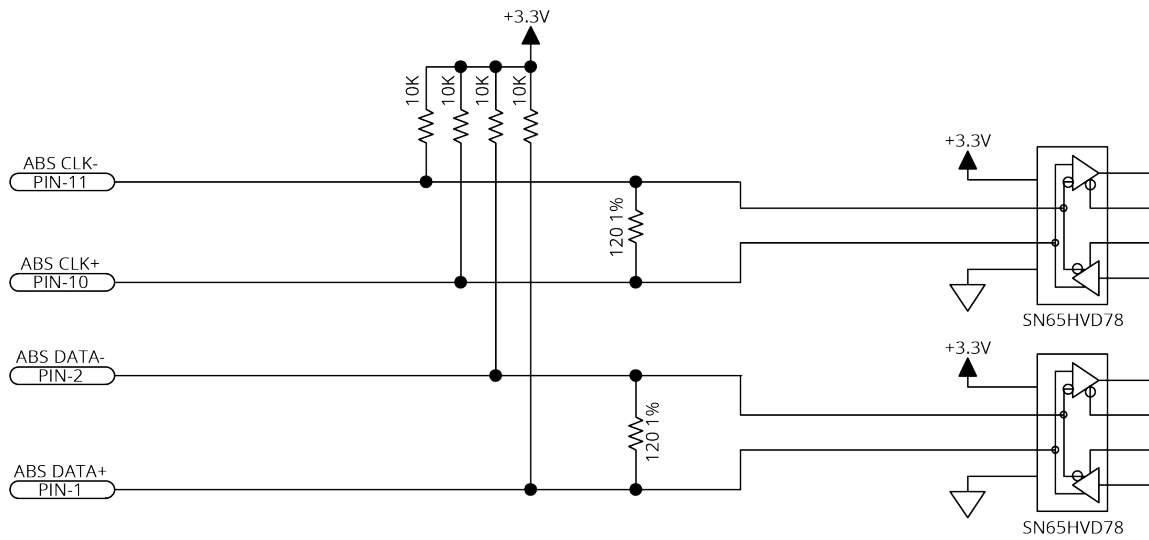 +3.3V
10K
10K
10K
10K
ABS CLK-
PIN-11
+3.3V
120 1%
ABS CLK+
PIN-10
SN65HVD78
ABS DATA-
PIN-2
+3.3V
120 1%
ABS DATA+
PIN-1
SN65HVD78